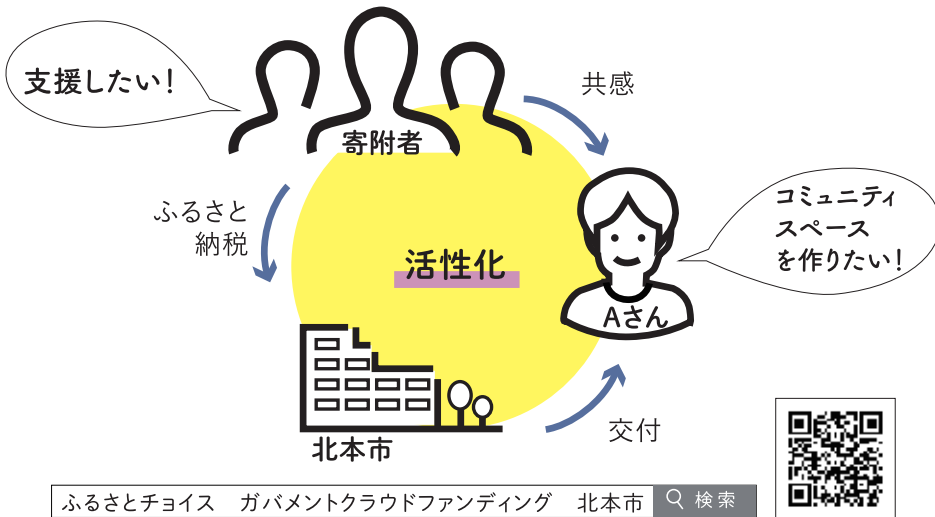 支援したい！
寄附者
共感
ふるさと
納税
活性化
コミュニティ
スペース
を作りたい！
Aさん
北本市
交付
ふるさとチョイス ガバメントクラウドファンディング 北本市 検索